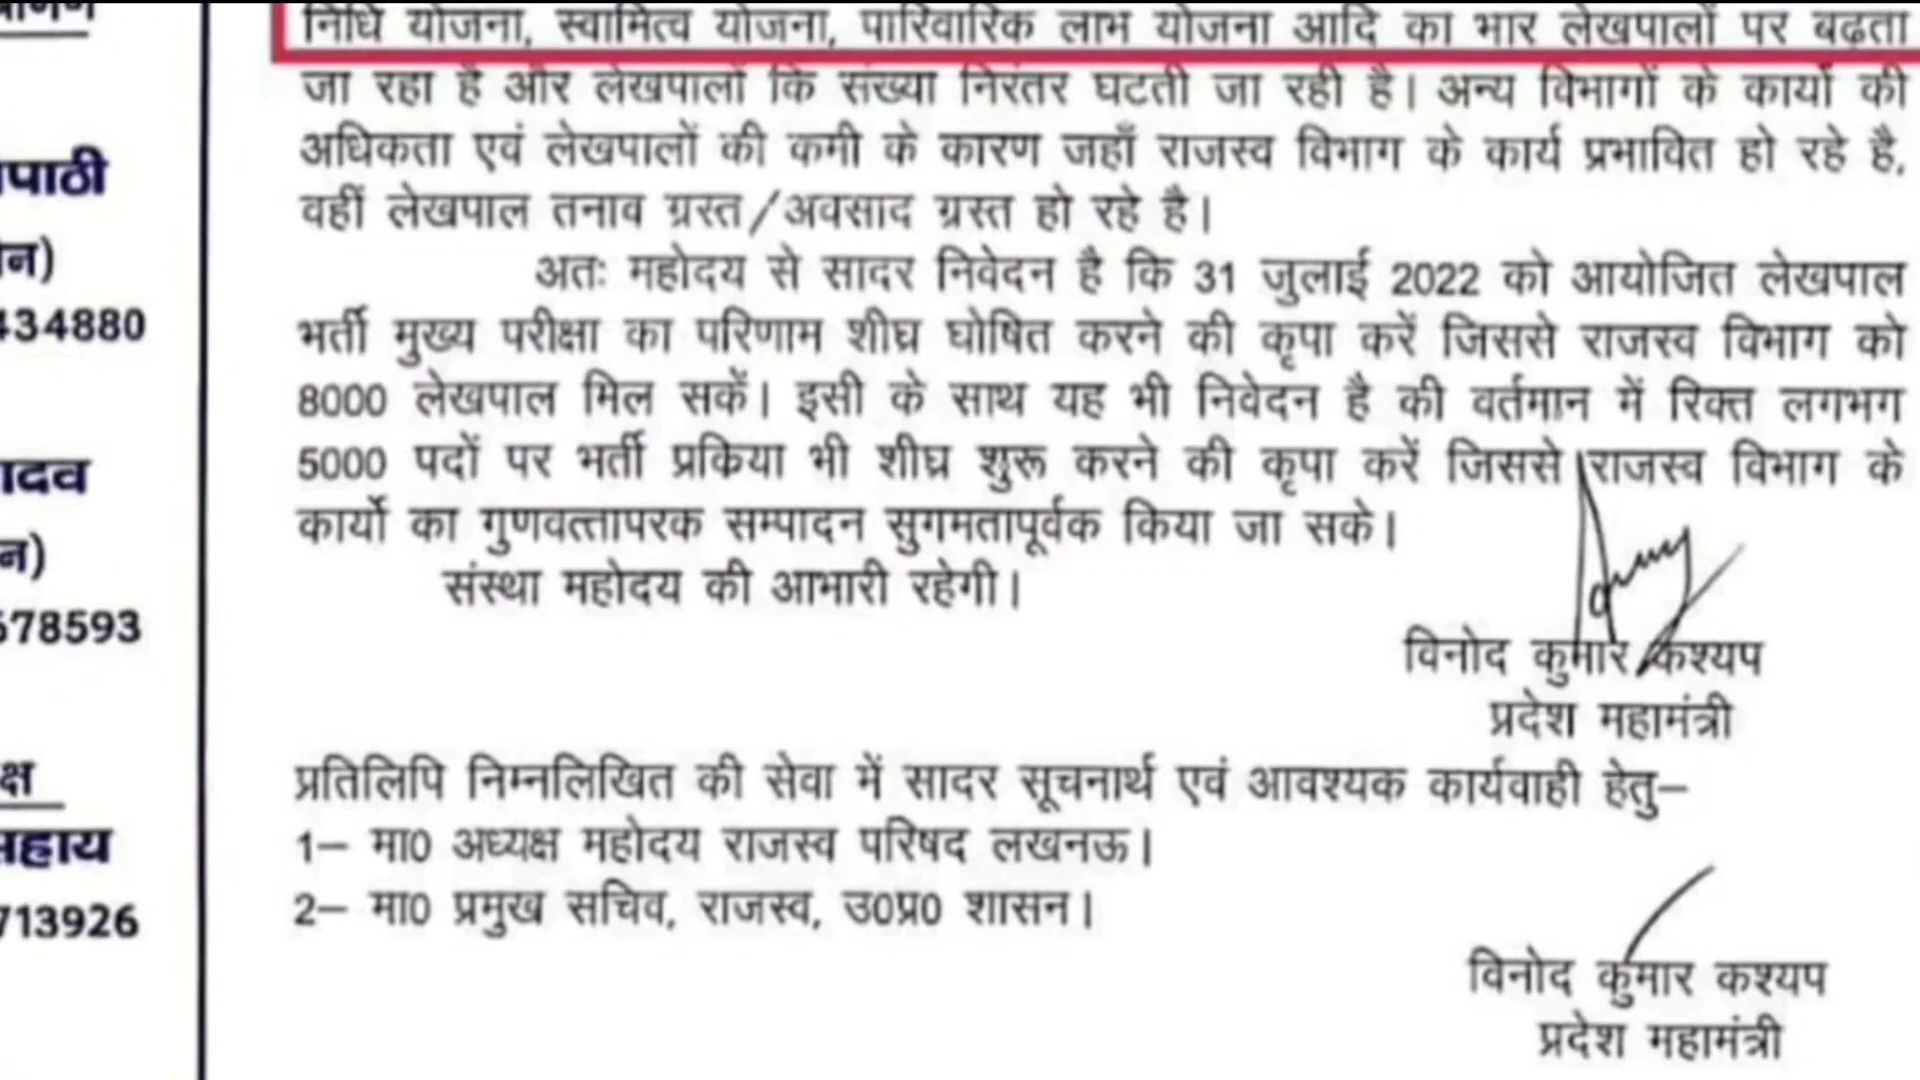 निधि योजना, स्वामित्व योजना, पारिवारिक लाभ योजना आदि का भार लेखपालों पर बढ़ता
जा रहा है और लेखपालों कि संख्या निरंतर घटती जा रही है। अन्य विभागों के कार्यों की
अधिकता एवं लेखपालों की कमी के कारण जहाँ राजस्व विभाग के कार्य प्रभावित हो रहे है,
वहीं लेखपाल तनाव ग्रस्त/अवसाद ग्रस्त हो रहे है।
अतः महोदय से सादर निवेदन है कि 31 जुलाई 2022 को आयोजित लेखपाल
भर्ती मुख्य परीक्षा का परिणाम शीघ्र घोषित करने की कृपा करें जिससे राजस्व विभाग को
8000 लेखपाल मिल सकें। इसी के साथ यह भी निवेदन है की वर्तमान में रिक्त लगभग
5000 पदों पर भर्ती प्रकिया भी शीघ्र शुरू करने की कृपा करें जिससे राजस्व विभाग के
कार्यो का गुणवत्तापरक सम्पादन सुगमतापूर्वक किया जा सके।
संस्था महोदय की आभारी रहेगी।
विनोद कुमार कश्यप
प्रदेश महामंत्री
प्रतिलिपि निम्नलिखित की सेवा में सादर सूचनार्थ एवं आवश्यक कार्यवाही हेतु–
1– मा0 अध्यक्ष महोदय राजस्व परिषद लखनऊ।
2– मा0 प्रमुख सचिव, राजस्व, उ0प्र0 शासन।
विनोद कुमार कश्यप
प्रदेश महामंत्री
पाठी
न)
434880
ादव
न)
678593
क्ष
सहाय
713926